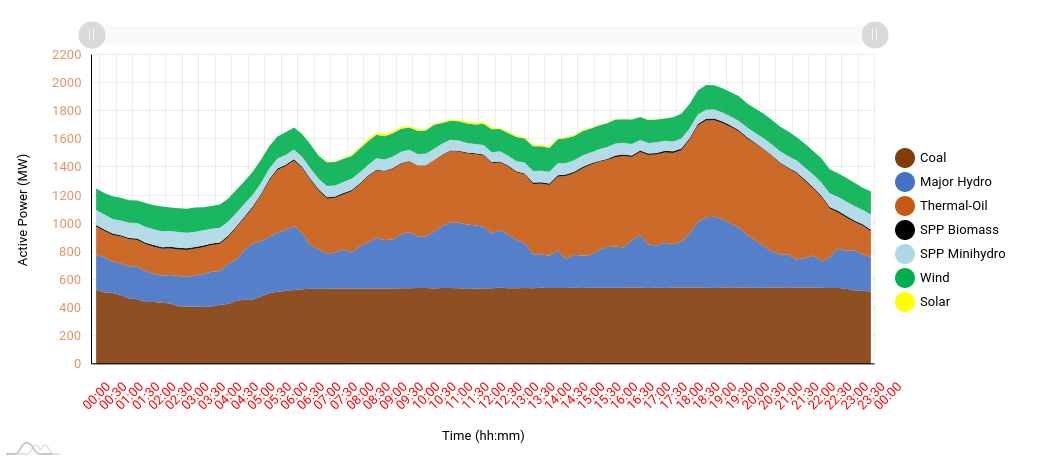 2200
2000
1800
1600
1400
1200
1000
800
600
400
200
0
Active Power (MW)
00:00 00:30 01:00 01:30 02:00 02:30 03:00 03:30 04:00 04:30 05:00 05:30 06:00 06:30 07:00 07:30 08:00 08:30 09:00 09:30 10:00 10:30 11:00 11:30 12:00 12:30 13:00 13:30 14:00 14:30 15:00 15:30 16:00 16:30 17:00 17:30 18:00 18:30 19:00 19:30 20:00 20:30 21:00 21:30 22:00 22:30 23:00 23:30 00:00
Time (hh:mm)
Coal
Major Hydro
Thermal-Oil
SPP Biomass
SPP Minihydro
Wind
Solar